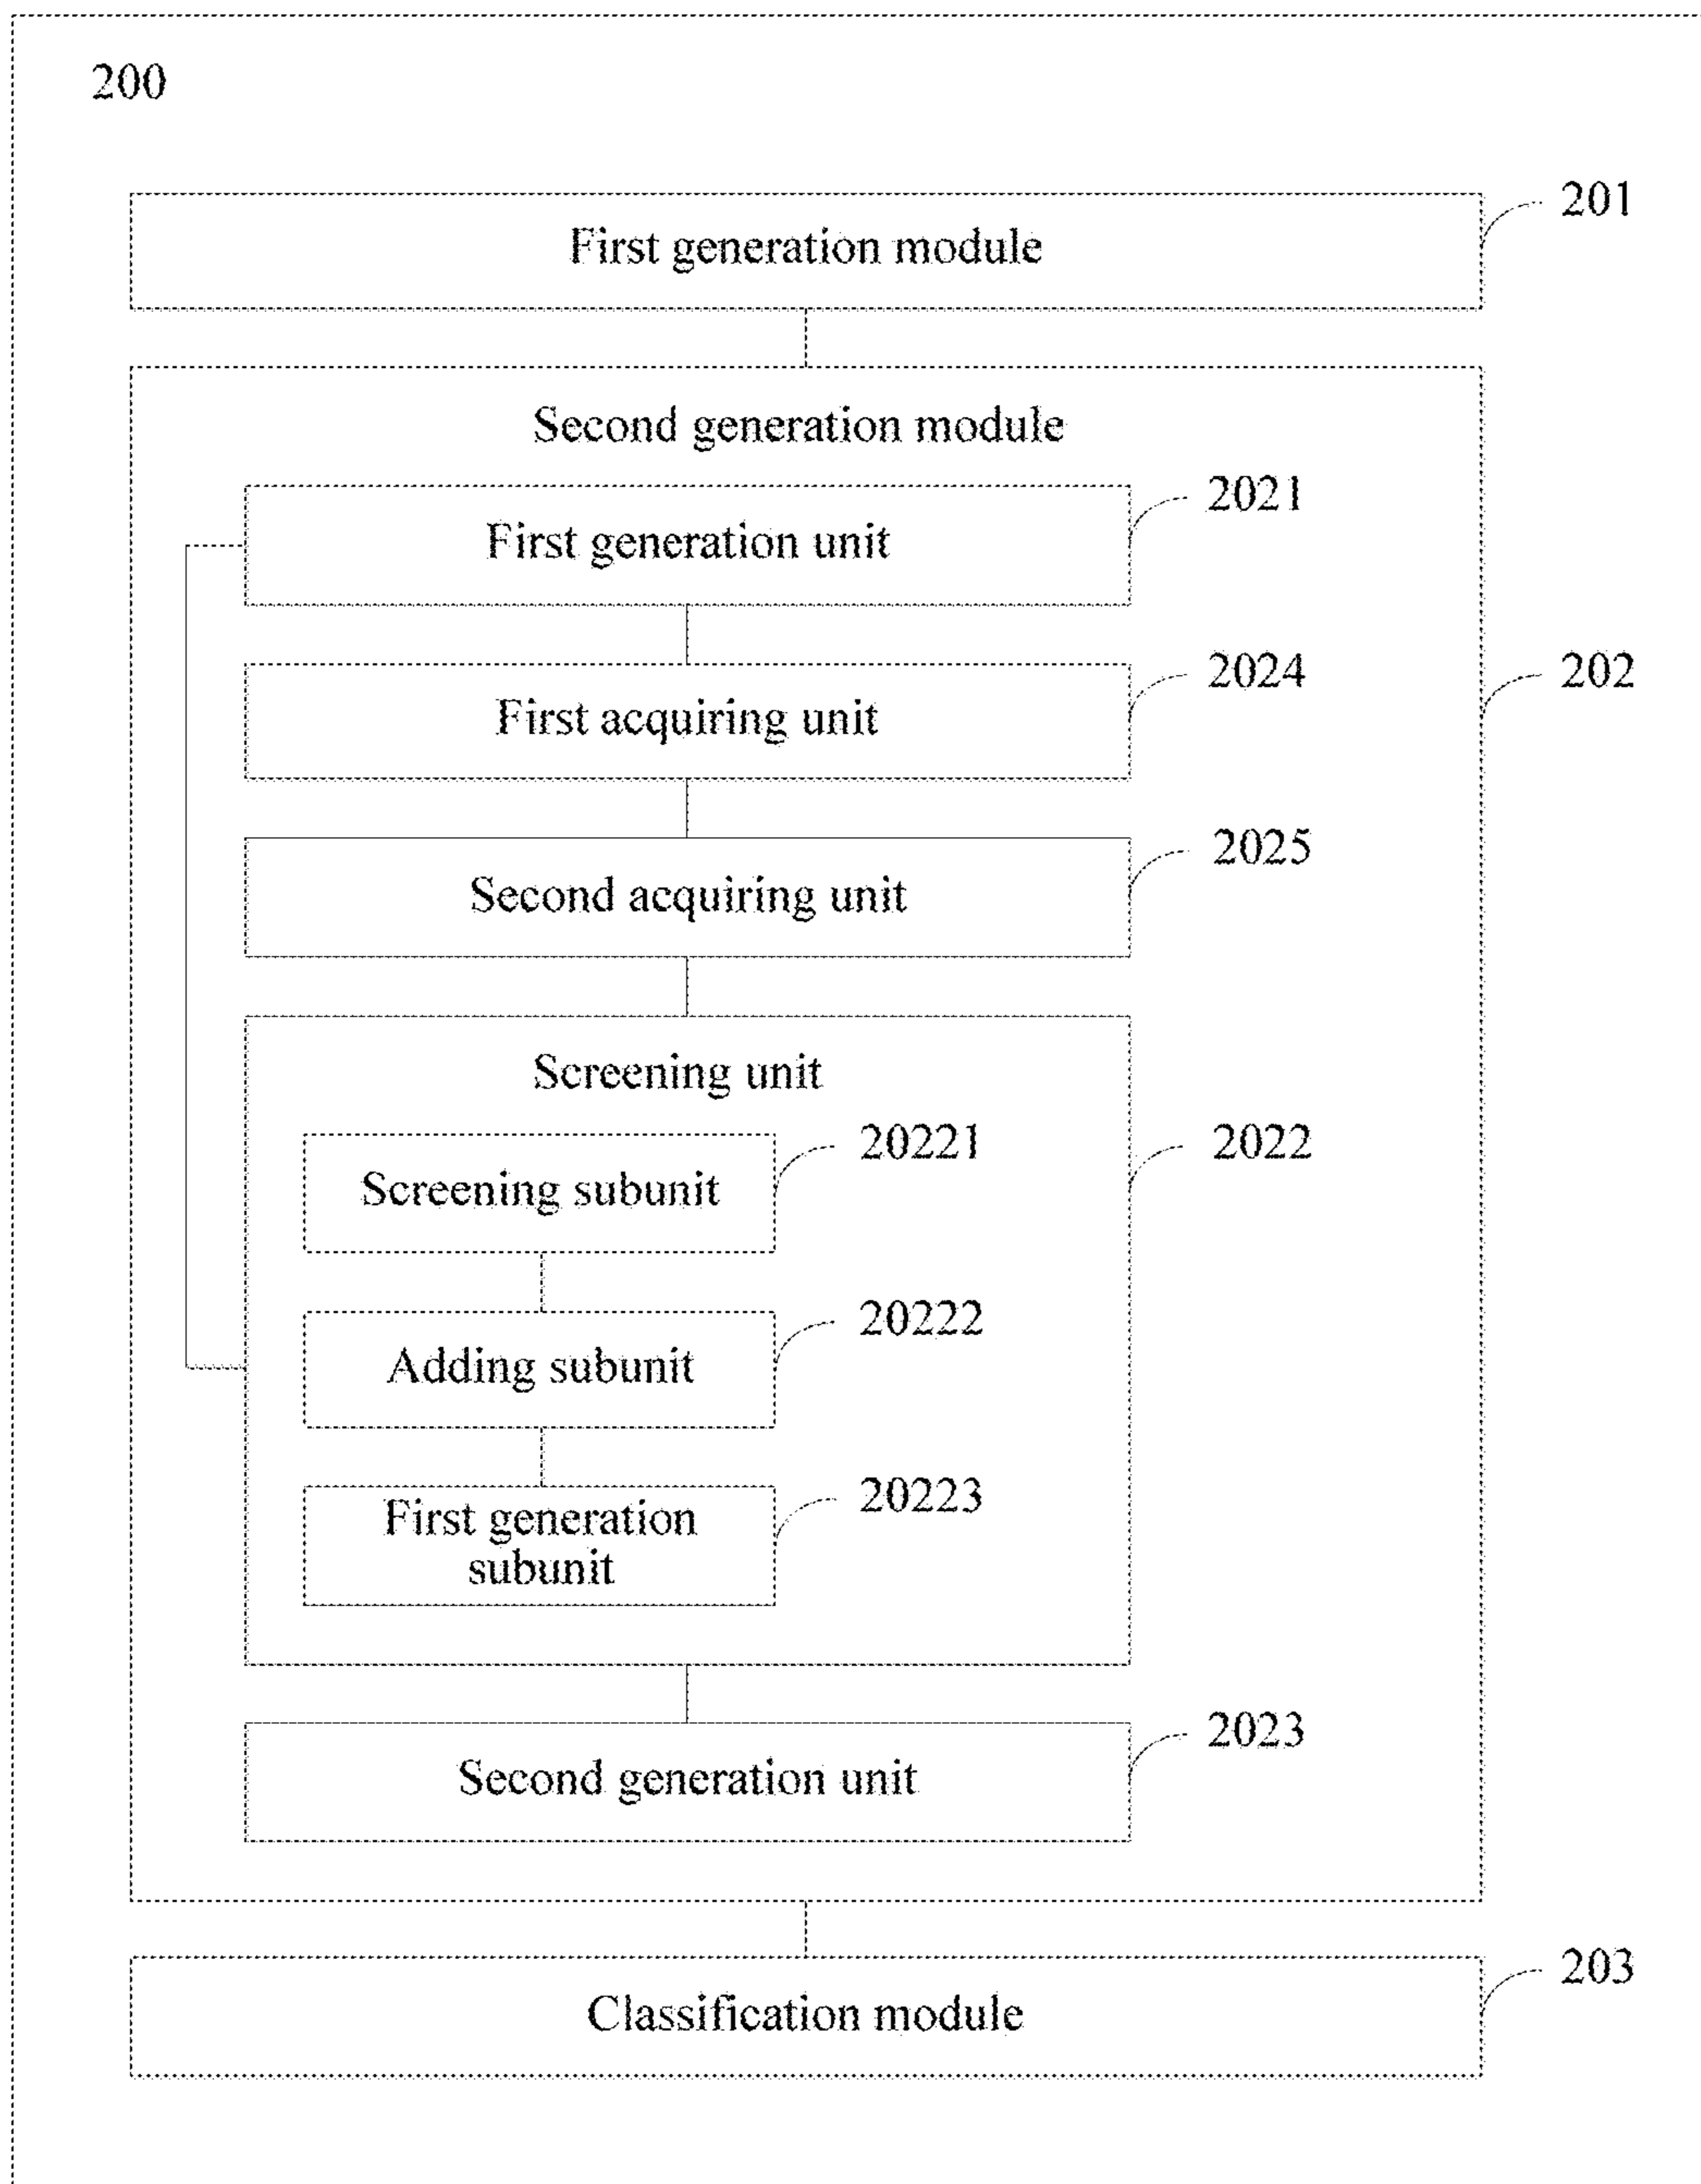 200
201
First generation module
Second generation module
2021
First generation unit
2024
202
First acquiring unit
2025
Second acquiring unit
Screening unit
20221
2022
Screening subunit
20222
Adding subunit
20223
First generation
subunit
2023
Second generation unit
203
Classification module